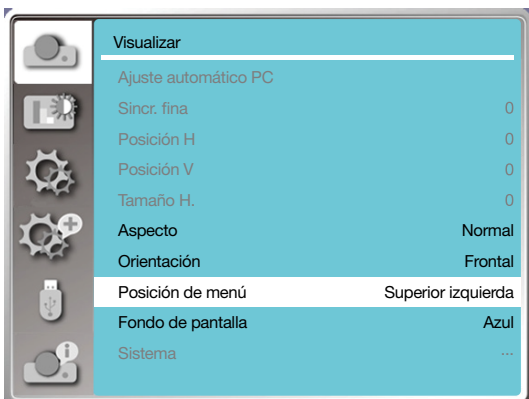 Visualizar
Ajuste automático PC
Sincr. fina 0
Posición H 0
Posición V 0
Tamaño H. 0
Aspecto Normal
Orientación Frontal
Posición de menú Superior izquierda
Fondo de pantalla Azul
Sistema ...